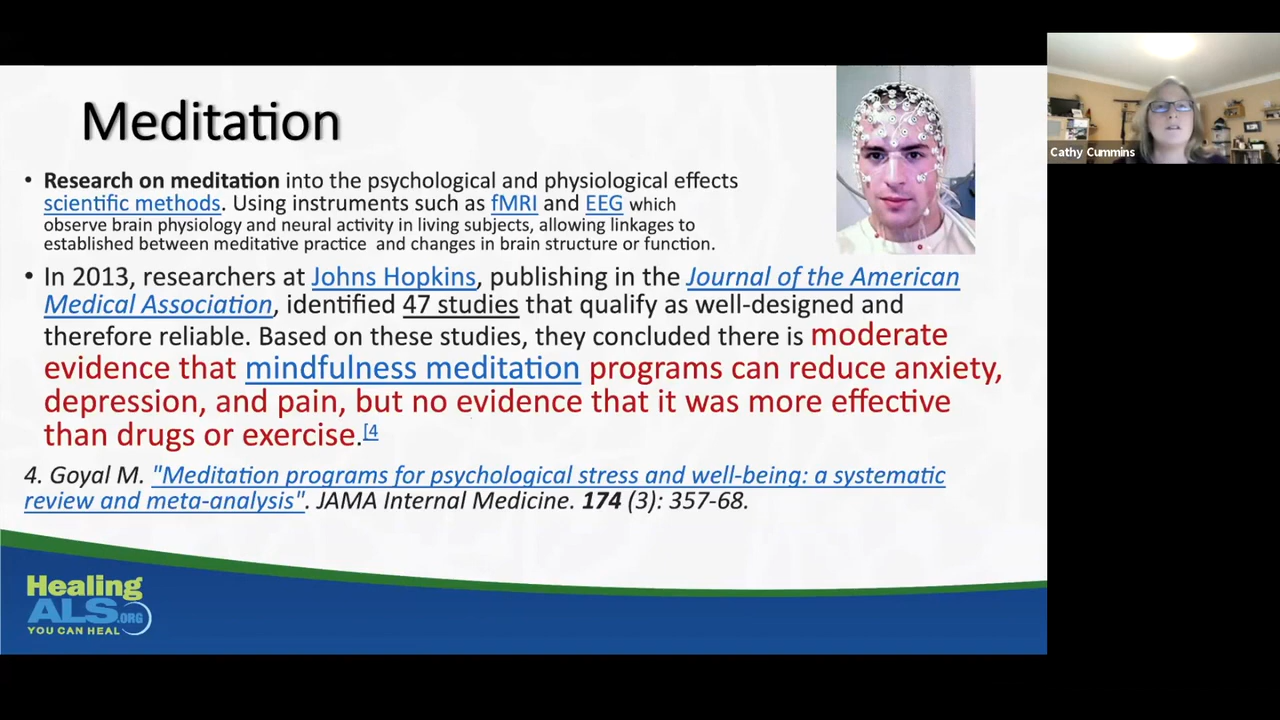 Meditation
• Research on meditation into the psychological and physiological effects
scientific methods. Using instruments such as fMRI and EEG which
observe brain physiology and neural activity in living subjects, allowing linkages to
established between meditative practice and changes in brain structure or function.
• In 2013, researchers at Johns Hopkins, publishing in the Journal of the American
Medical Association, identified 47 studies that qualify as well-designed and
therefore reliable. Based on these studies, they concluded there is moderate
evidence that mindfulness meditation programs can reduce anxiety,
depression, and pain, but no evidence that it was more effective
than drugs or exercise.[4
4. Goyal M. "Meditation programs for psychological stress and well-being: a systematic
review and meta-analysis". JAMA Internal Medicine. 174 (3): 357-68.
Healing
ALS.ORG
YOU CAN HEAL
Cathy Cummins